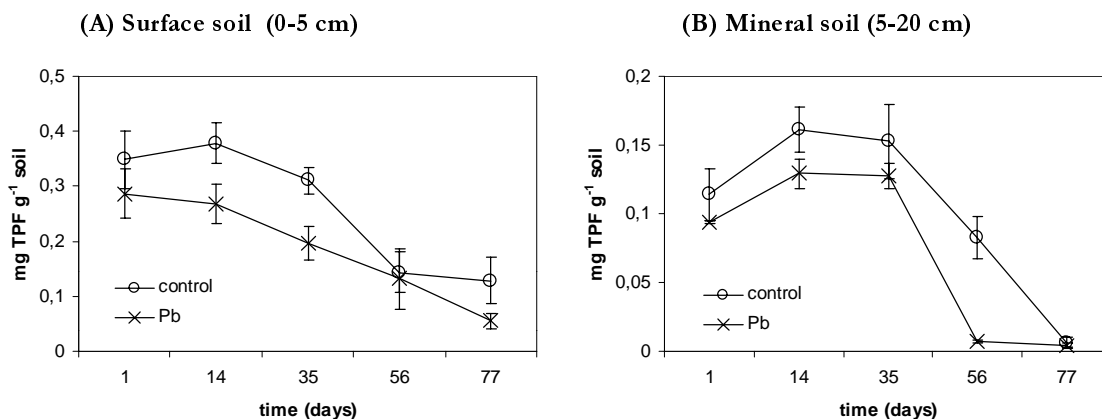 (A) Surface soil (0-5 cm)
mg TPF g⁻¹ soil
0,5
0,4
0,3
0,2
0,1
0
control
Pb
1 14 35 56 77
time (days)
(B) Mineral soil (5-20 cm)
mg TPF g⁻¹ soil
0,2
0,15
0,1
0,05
0
control
Pb
1 14 35 56 77
time (days)